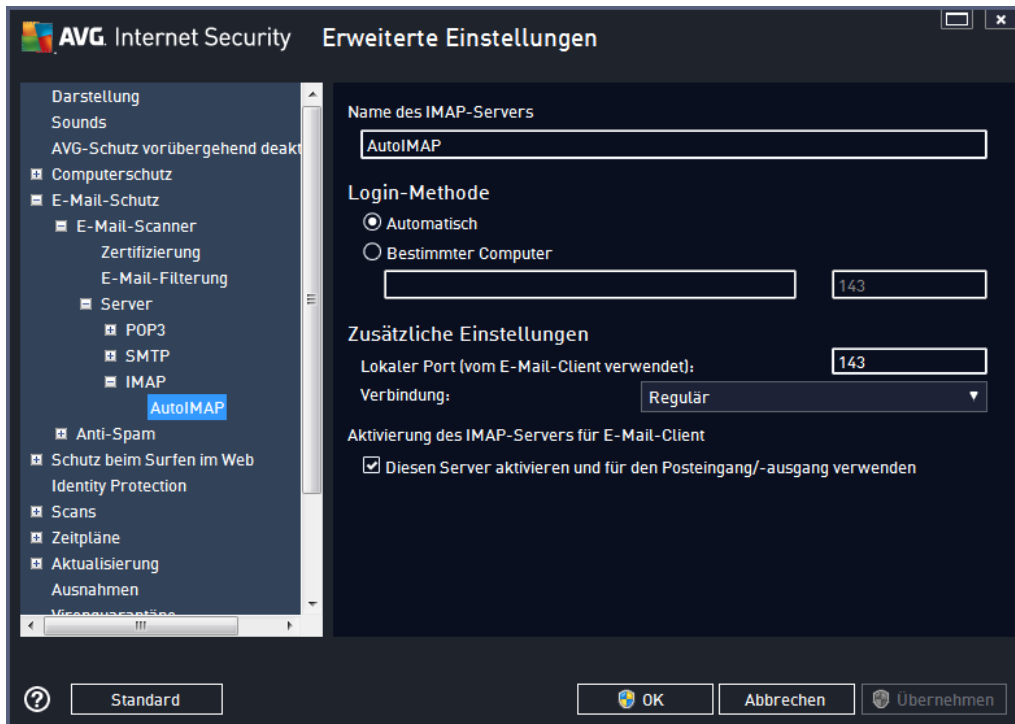 AVG. Internet Security Erweiterte Einstellungen
Darstellung
Sounds
AVG-Schutz vorübergehend deakt
Computerschutz
E-Mail-Schutz
E-Mail-Scanner
Zertifizierung
E-Mail-Filterung
Server
POP3
SMTP
IMAP
AutoIMAP
Anti-Spam
Schutz beim Surfen im Web
Identity Protection
Scans
Zeitpläne
Aktualisierung
Ausnahmen
Virenquarantäne
Name des IMAP-Servers
AutoIMAP
Login-Methode
Automatisch
Bestimmter Computer
143
Zusätzliche Einstellungen
Lokaler Port (vom E-Mail-Client verwendet): 143
Verbindung: Regulär
Aktivierung des IMAP-Servers für E-Mail-Client
Diesen Server aktivieren und für den Posteingang/-ausgang verwenden
Standard OK Abbrechen Übernehmen